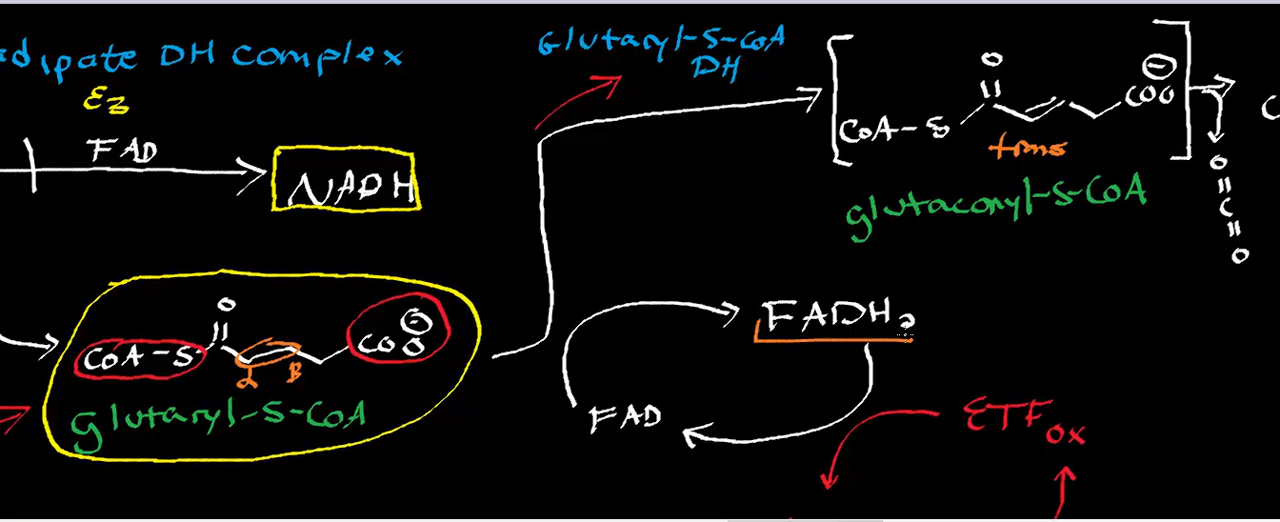 adipate DH complex
E3
FAD
NADH
Glutaryl-S-CoA
DH
O
CoA-S
COO
-
trans
glutaconyl-S-CoA
O
=
C
=
O
O
CoA-S
COO
-
α β
glutaryl-S-CoA
FADH2
FAD
ETFox